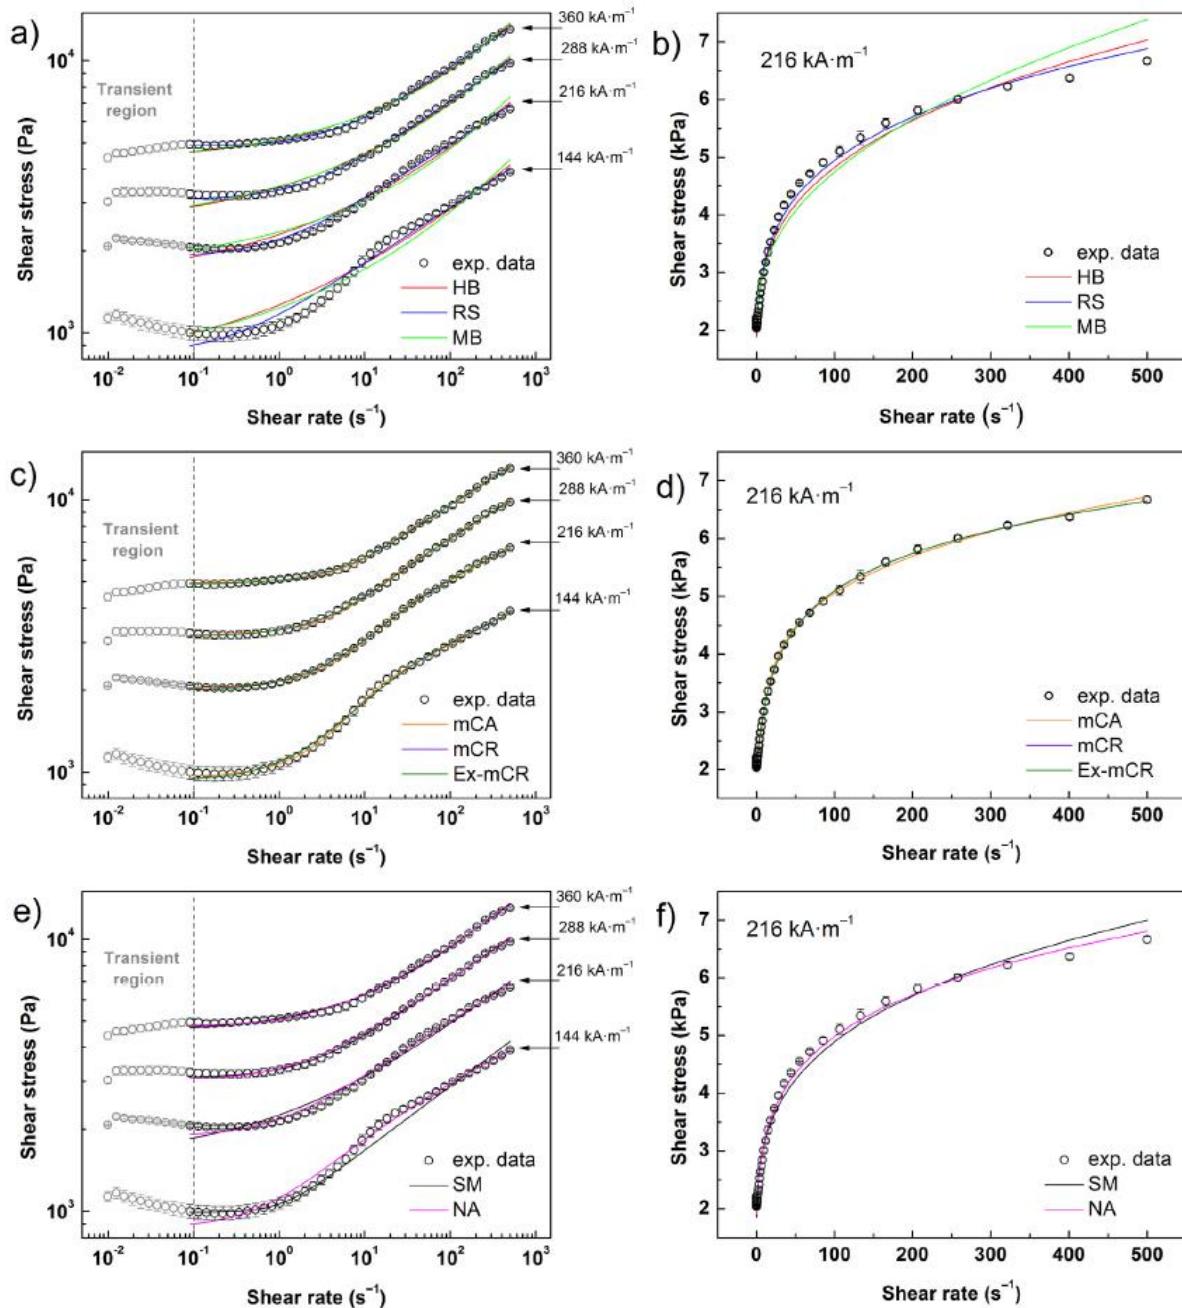 a)
Shear stress (Pa)
10⁴
10³
Transient
region
360 kA·m⁻¹
288 kA·m⁻¹
216 kA·m⁻¹
144 kA·m⁻¹
exp. data
HB
RS
MB
10⁻² 10⁻¹ 10⁰ 10¹ 10² 10³
Shear rate (s⁻¹)
b)
216 kA·m⁻¹
Shear stress (kPa)
7
6
5
4
3
2
exp. data
HB
RS
MB
0 100 200 300 400 500
Shear rate (s⁻¹)
c)
Shear stress (Pa)
10⁴
10³
Transient
region
360 kA·m⁻¹
288 kA·m⁻¹
216 kA·m⁻¹
144 kA·m⁻¹
exp. data
mCA
mCR
Ex-mCR
10⁻² 10⁻¹ 10⁰ 10¹ 10² 10³
Shear rate (s⁻¹)
d)
216 kA·m⁻¹
Shear stress (kPa)
7
6
5
4
3
2
exp. data
mCA
mCR
Ex-mCR
0 100 200 300 400 500
Shear rate (s⁻¹)
e)
Shear stress (Pa)
10⁴
10³
Transient
region
360 kA·m⁻¹
288 kA·m⁻¹
216 kA·m⁻¹
144 kA·m⁻¹
exp. data
SM
NA
10⁻² 10⁻¹ 10⁰ 10¹ 10² 10³
Shear rate (s⁻¹)
f)
216 kA·m⁻¹
Shear stress (kPa)
7
6
5
4
3
2
exp. data
SM
NA
0 100 200 300 400 500
Shear rate (s⁻¹)